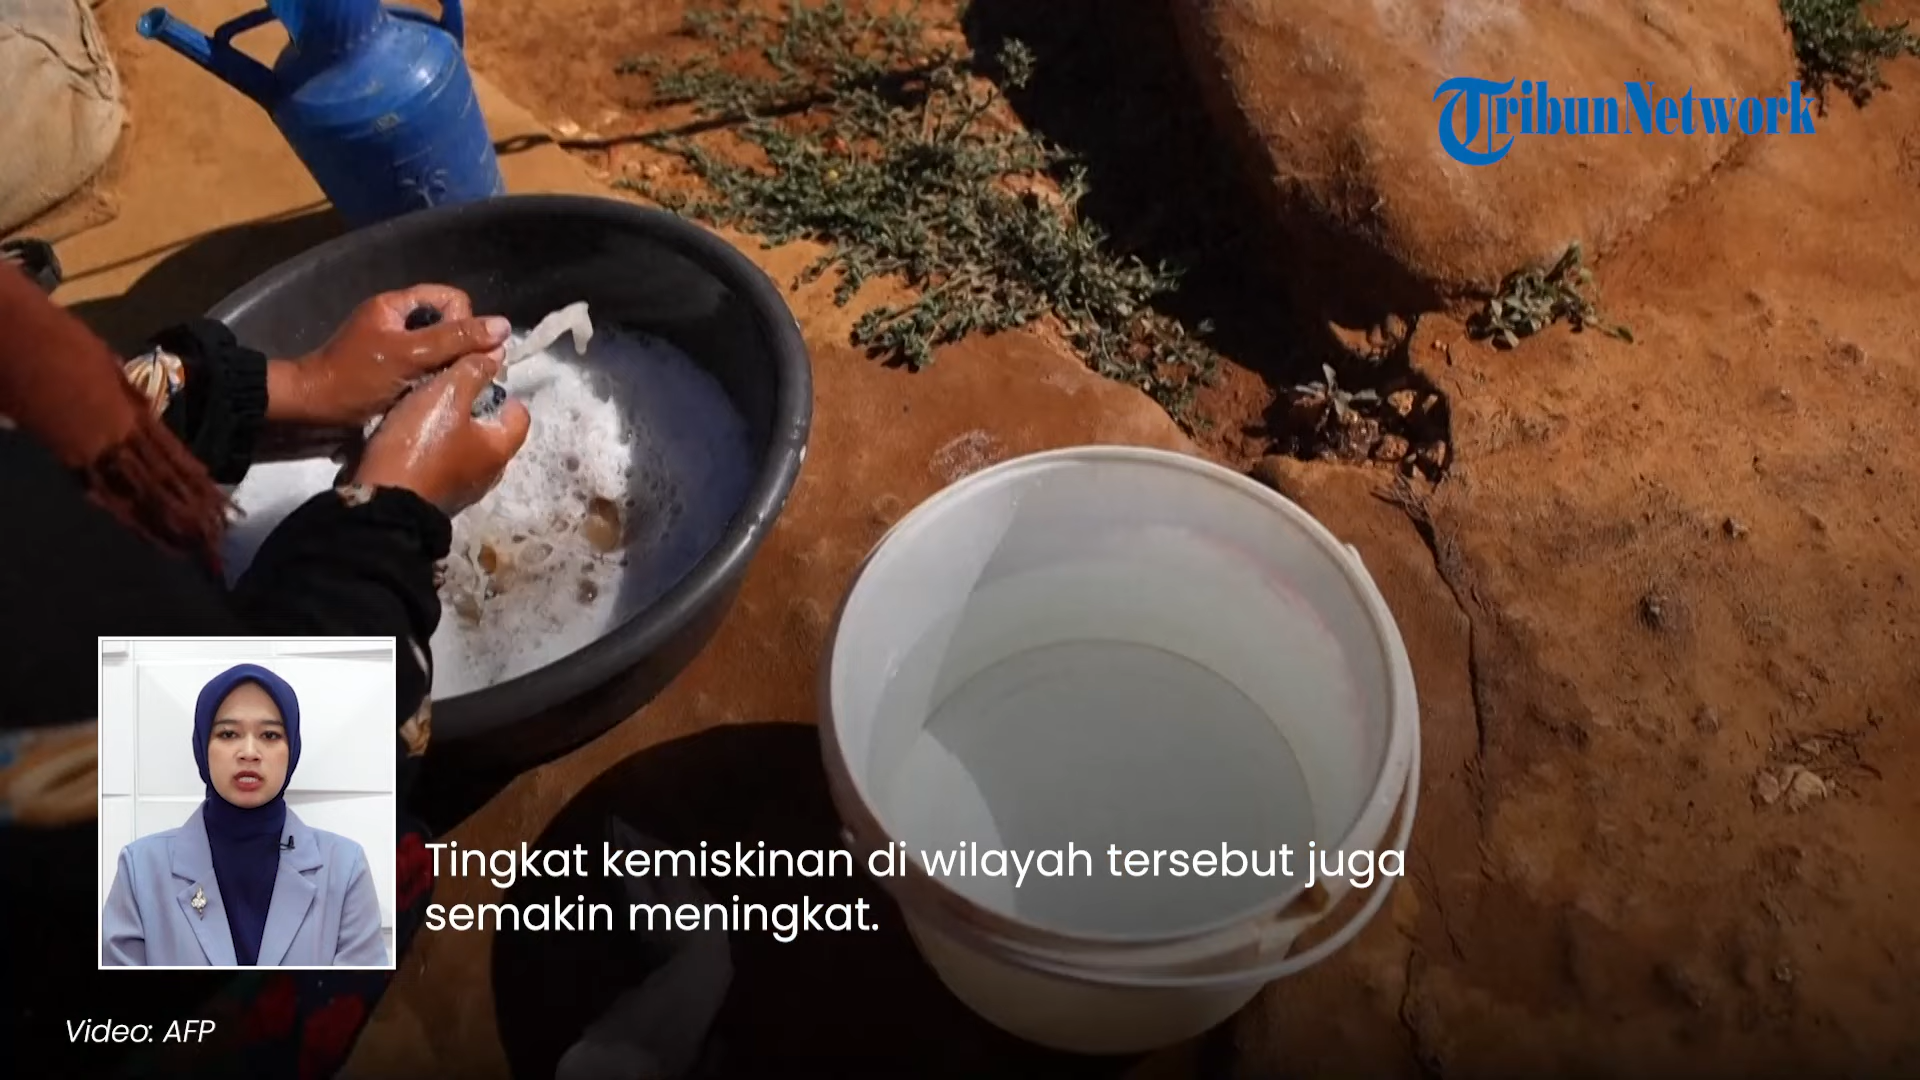 TribunNetwork
Tingkat kemiskinan di wilayah tersebut juga
semakin meningkat.
Video: AFP